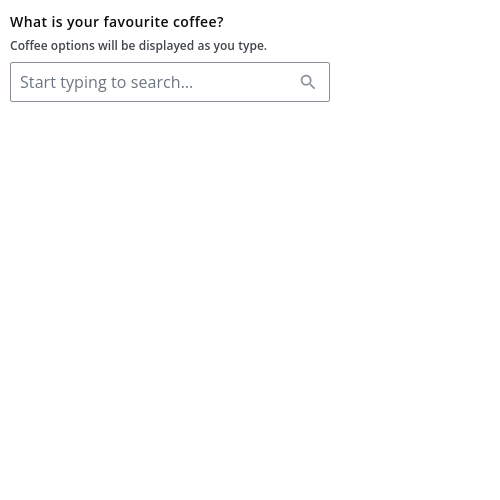 What is your favourite coffee?
Coffee options will be displayed as you type.
Start typing to search...